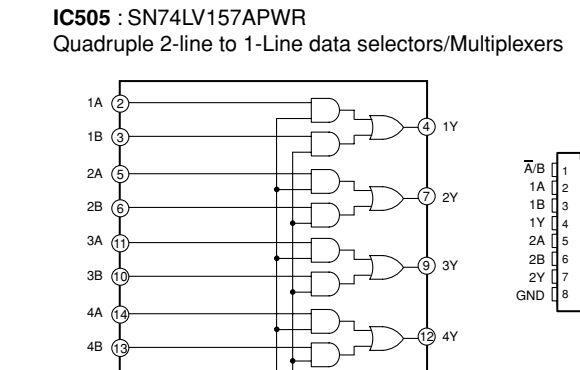 IC505 : SN74LV157APWR
Quadruple 2-line to 1-Line data selectors/Multiplexers
1A 2
1B 3
4 1Y
2A 5
2B 6
7 2Y
3A 11
3B 10
9 3Y
4A 14
4B 13
12 4Y
A̅/B 1
1A 2
1B 3
1Y 4
2A 5
2B 6
2Y 7
GND 8